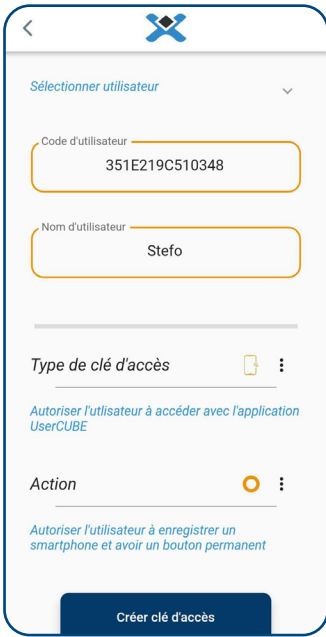 Sélectionner utilisateur
Code d'utilisateur
351E219C510348
Nom d'utilisateur
Stefo
Type de clé d'accès
Autoriser l'utlisateur à accéder avec l'application
UserCUBE
Action
Autoriser l'utilisateur à enregistrer un
smartphone et avoir un bouton permanent
Créer clé d'accès